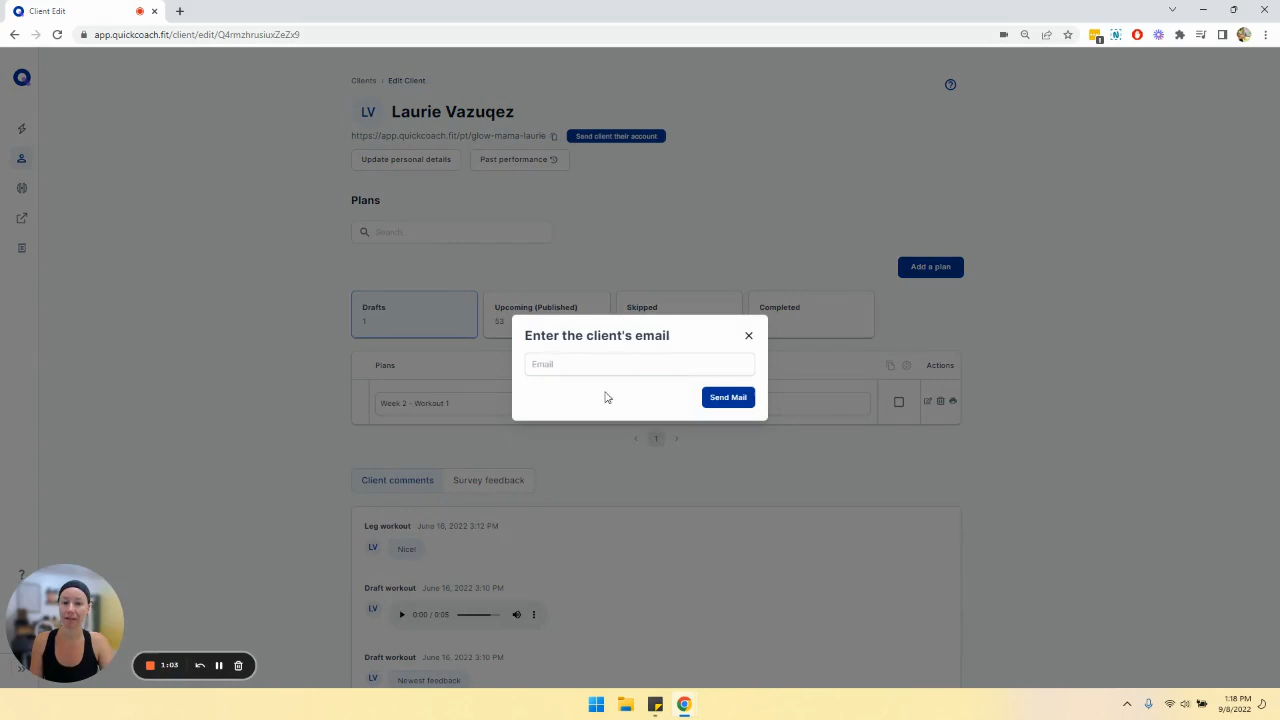 Client Edit
app.quickcoach.fit/client/edit/Q4rmzhrusiuxZeZx9
1
Clients / Edit Client
LV Laurie Vazuqez
https://app.quickcoach.fit/pt/glow-mama-laurie Send client their account
Update personal details Past performance
Plans
Search..
Add a plan
Drafts Upcoming (Published) Skipped Completed
1 53
Enter the client's email
Email
Send Mail
Plans Actions
Week 2 - Workout 1
1
Client comments Survey feedback
Leg workout June 16, 2022 3:12 PM
LV Nice!
Draft workout June 16, 2022 3:10 PM
LV 0:00 / 0:05
Draft workout June 16, 2022 3:10 PM
LV Newest feedback
1:03
1:18 PM
9/8/2022